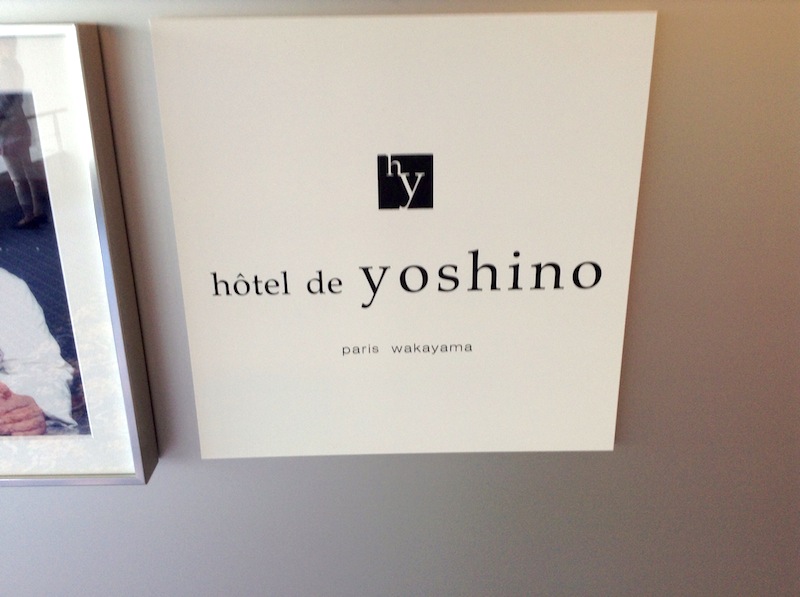 hy
hôtel de yoshino
paris wakayama